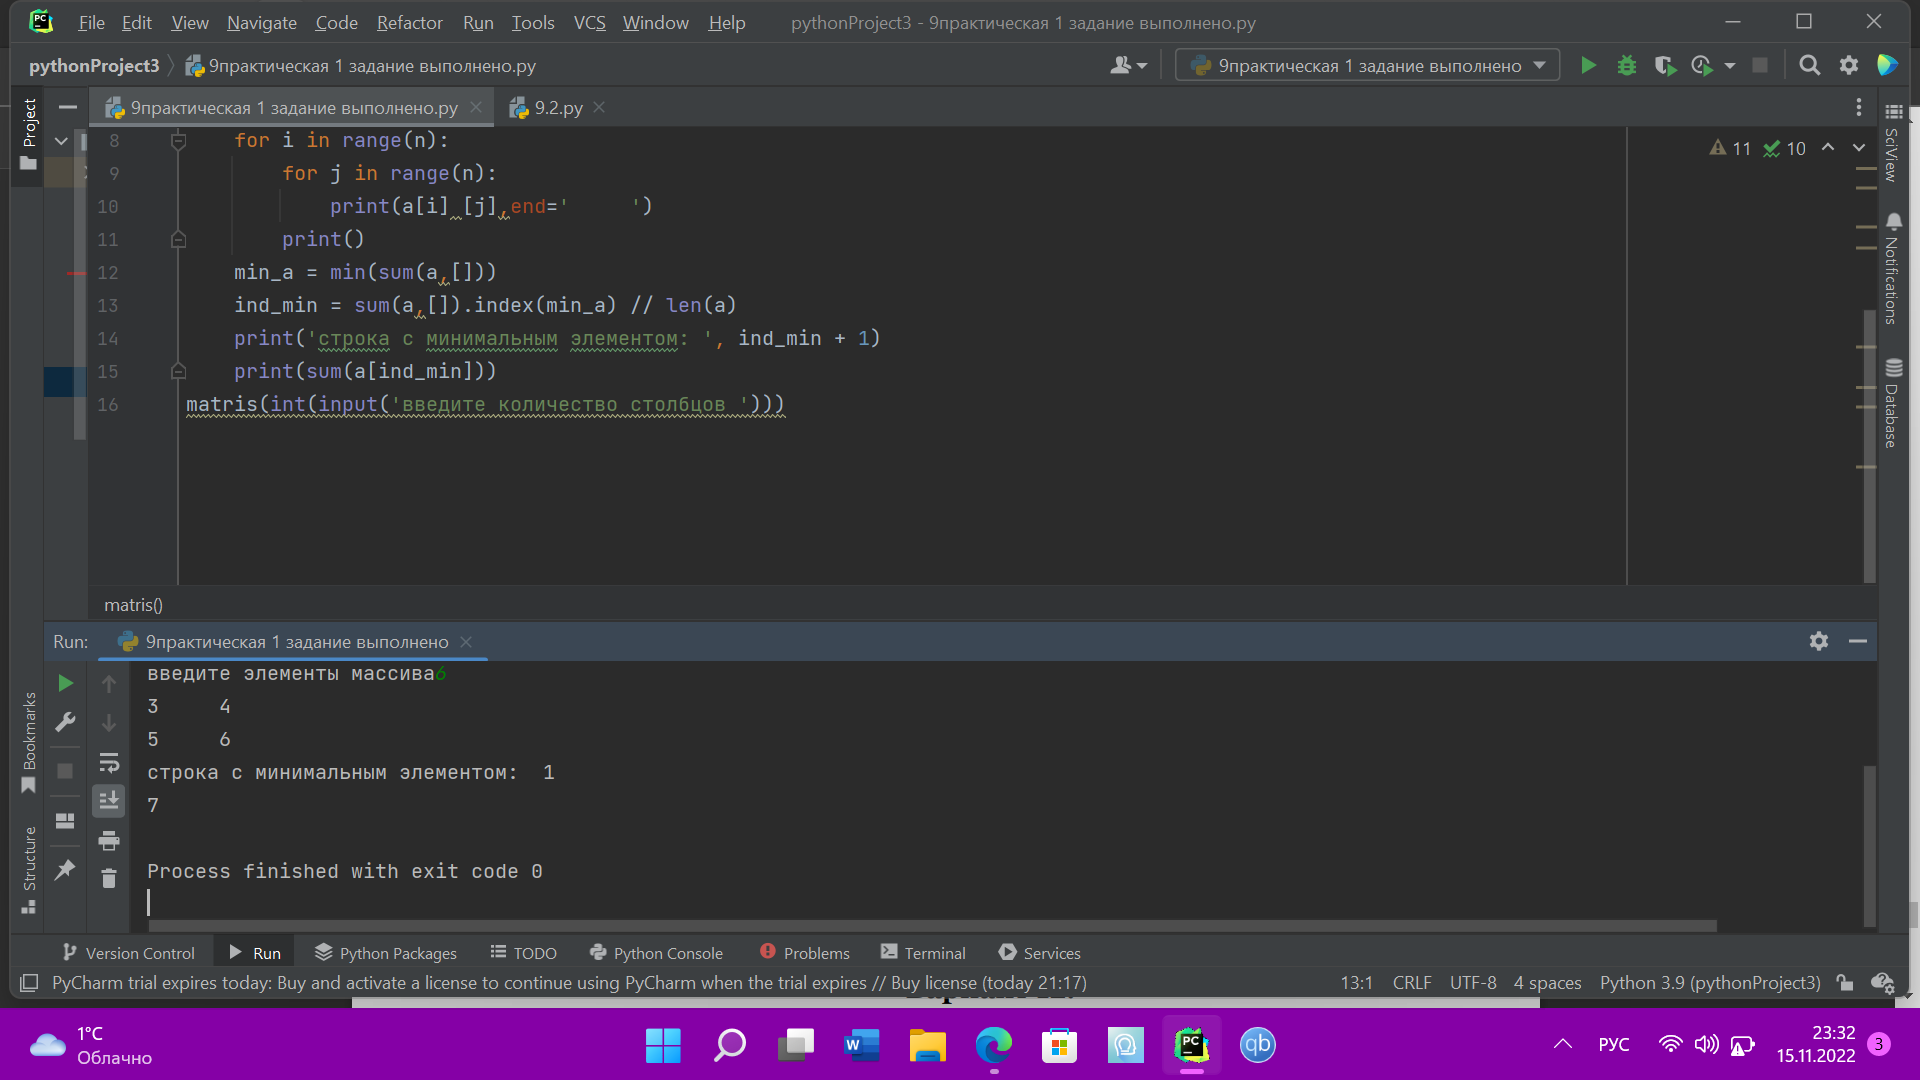 File Edit View Navigate Code Refactor Run Tools VCS Window Help pythonProject3 - 9практическая 1 задание выполнено.py
pythonProject3 9практическая 1 задание выполнено.py 9практическая 1 задание выполнено
Project 9практическая 1 задание выполнено.py 9.2.py
11 10
8 for i in range(n):
9 for j in range(n):
10 print(a[i] [j],end='     ')
11 print()
12 min_a = min(sum(a,[]))
13 ind_min = sum(a,[]).index(min_a) // len(a)
14 print('строка с минимальным элементом: ', ind_min + 1)
15 print(sum(a[ind_min]))
16 matris(int(input('введите количество столбцов ')))
SciView
Notifications
Database
matris()
Run: 9практическая 1 задание выполнено
введите элементы массива6
3 4
5 6
строка с минимальным элементом:  1
7
Process finished with exit code 0
Bookmarks
Structure
Version Control Run Python Packages TODO Python Console Problems Terminal Services
PyCharm trial expires today: Buy and activate a license to continue using PyCharm when the trial expires // Buy license (today 21:17) 13:1 CRLF UTF-8 4 spaces Python 3.9 (pythonProject3)
1°C
Облачно
W
PC
qb
РУС
23:32
15.11.2022
3